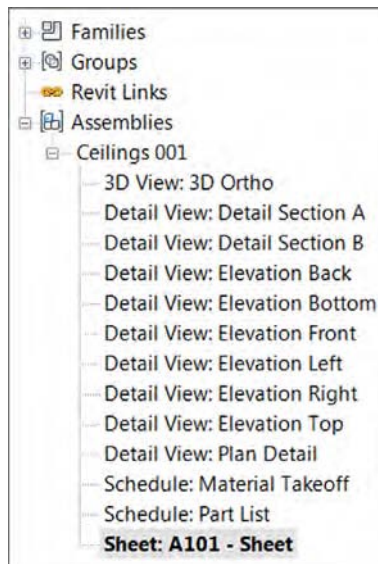 Families
Groups
Revit Links
Assemblies
Ceilings 001
3D View: 3D Ortho
Detail View: Detail Section A
Detail View: Detail Section B
Detail View: Elevation Back
Detail View: Elevation Bottom
Detail View: Elevation Front
Detail View: Elevation Left
Detail View: Elevation Right
Detail View: Elevation Top
Detail View: Plan Detail
Schedule: Material Takeoff
Schedule: Part List
Sheet: A101 - Sheet